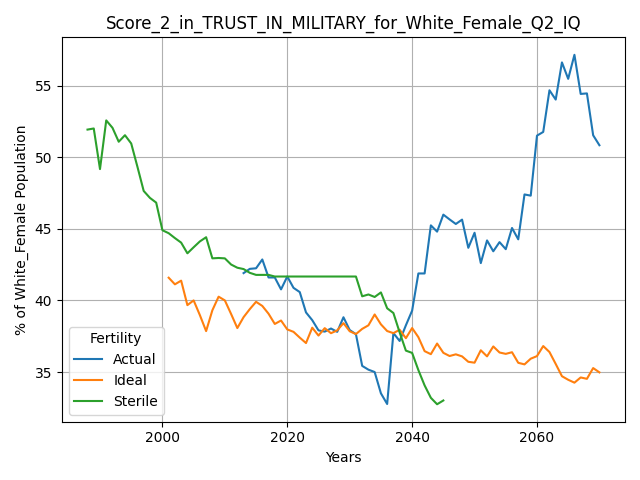 Score_2_in_TRUST_IN_MILITARY_for_White_Female_Q2_IQ
% of White_Female Population
55
50
45
40
35
Fertility
Actual
Ideal
Sterile
2000
2020
2040
2060
Years